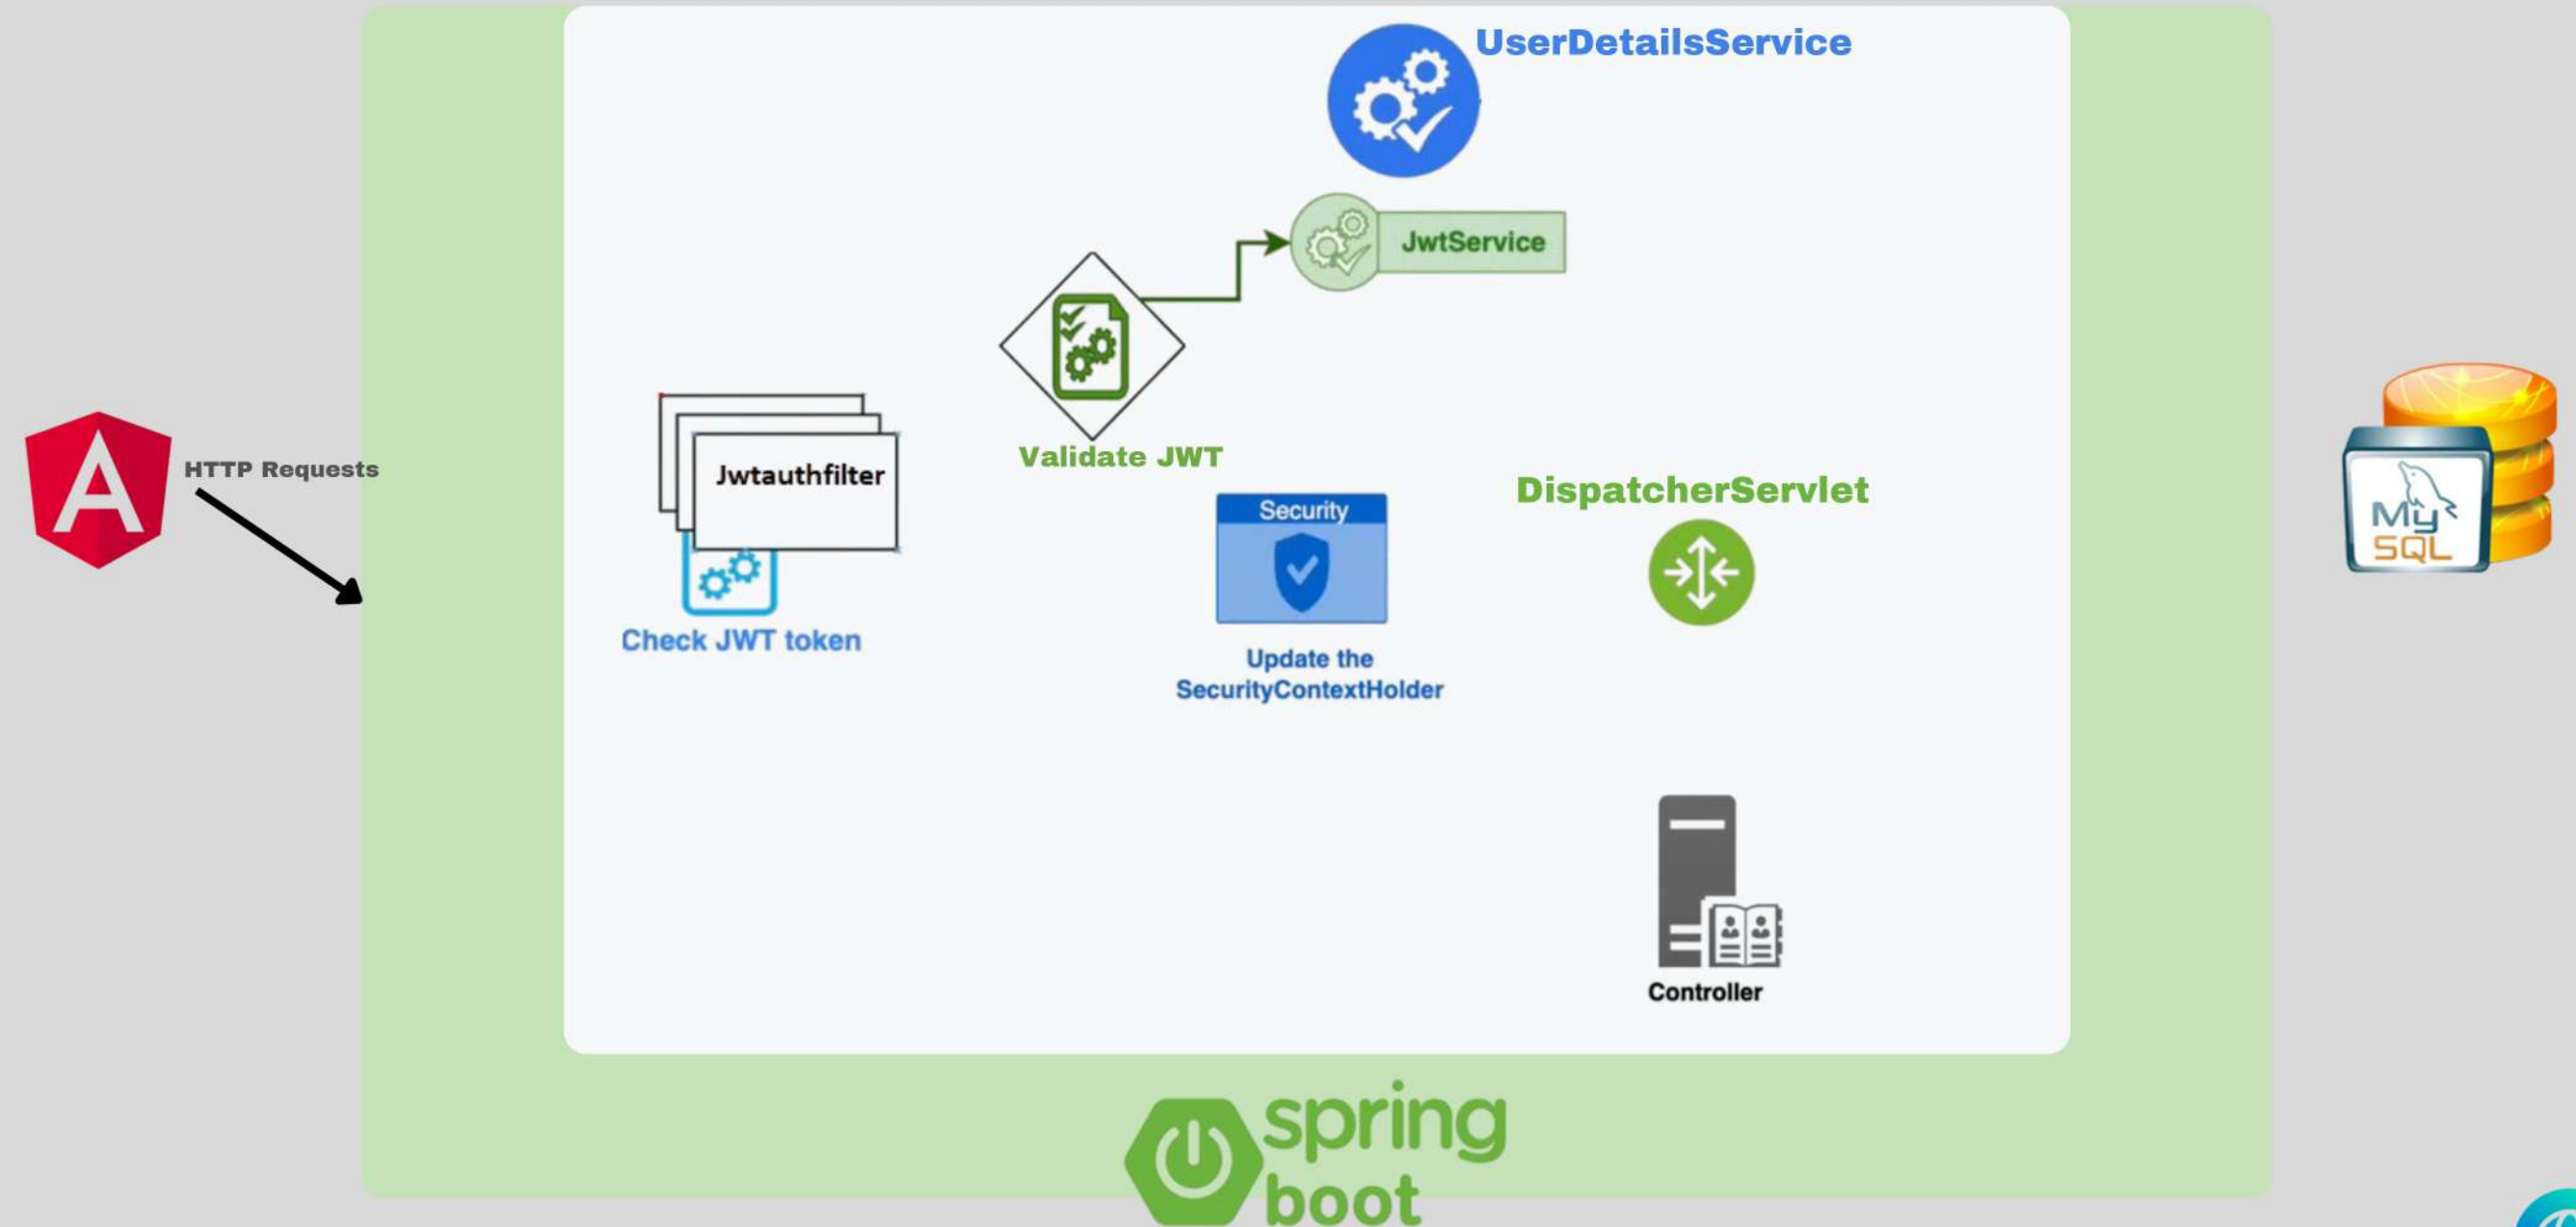 UserDetailsService
JwtService
Validate JWT
HTTP Requests
Jwtauthfilter
Check JWT token
Security
Update the
SecurityContextHolder
DispatcherServlet
My
SQL
Controller
spring
boot